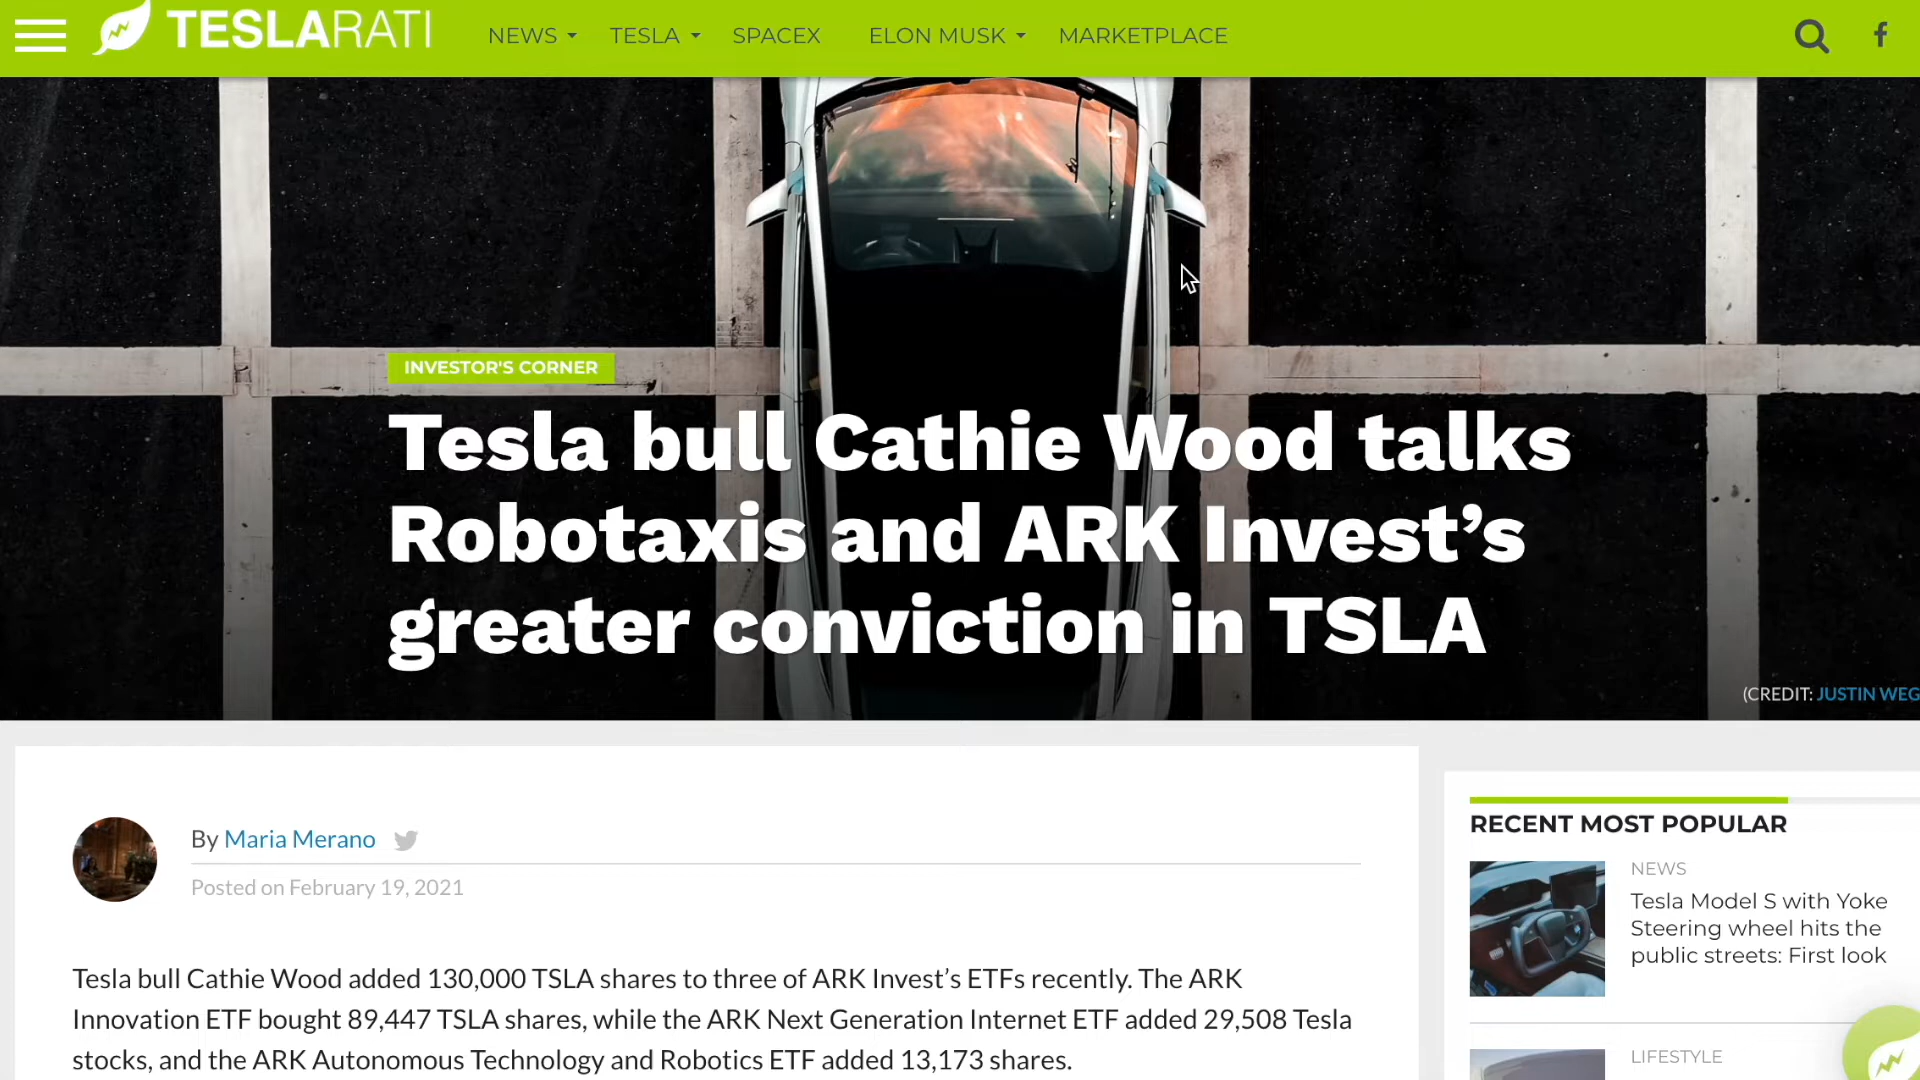 TESLARATI
NEWS
TESLA
SPACEX
ELON MUSK
MARKETPLACE
INVESTOR'S CORNER
Tesla bull Cathie Wood talks
Robotaxis and ARK Invest’s
greater conviction in TSLA
(CREDIT: JUSTIN WEG
By Maria Merano
Posted on February 19, 2021
Tesla bull Cathie Wood added 130,000 TSLA shares to three of ARK Invest’s ETFs recently. The ARK
Innovation ETF bought 89,447 TSLA shares, while the ARK Next Generation Internet ETF added 29,508 Tesla
stocks, and the ARK Autonomous Technology and Robotics ETF added 13,173 shares.
RECENT MOST POPULAR
NEWS
Tesla Model S with Yoke
Steering wheel hits the
public streets: First look
LIFESTYLE